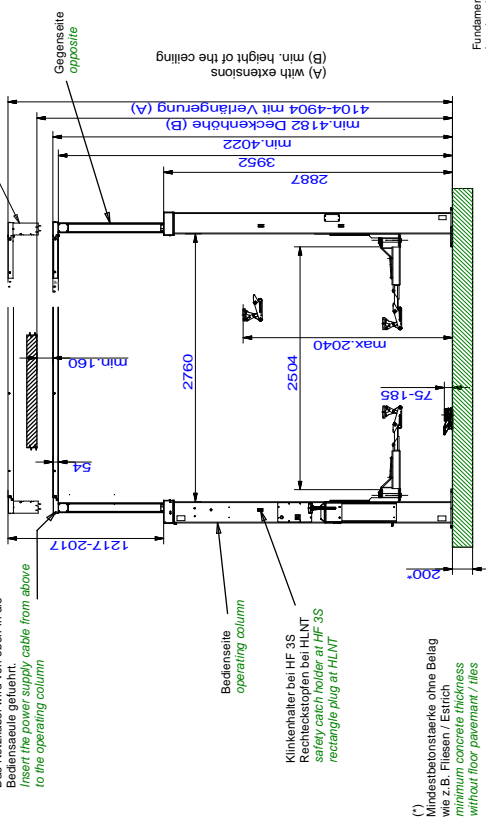 Bediensaeule gefuehrt.
Insert the power supply cable from above
to the operating column
Gegenseite
opposite
(A) with extensions
(B) min. height of the ceiling
4104-4904 mit Verlängerung (A)
min.4182 Deckenhöhe (B)
min.4022
3952
2887
min.160
54
1217-2017
2760
2504
max.2040
75-185
200*
Bedienseite
operating column
Klinkenhalter bei HF 3S
Rechteckstopfen bei HLNT
safety catch holder at HF 3S
rectangle plug at HLNT
(*)
Mindestbetonstaerke ohne Belag
wie z.B. Fliesen / Estrich
minimum concrete thickness
without floor pavement / tiles